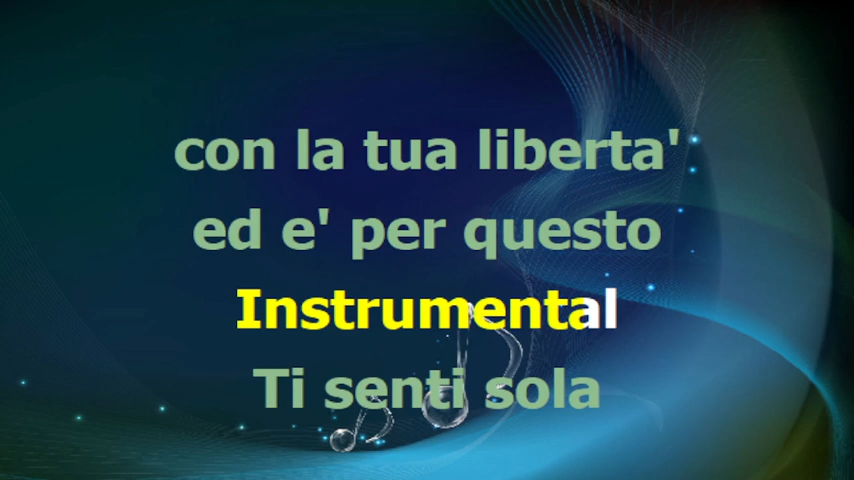 con la tua liberta'
ed e' per questo
Instrumental
Ti senti sola